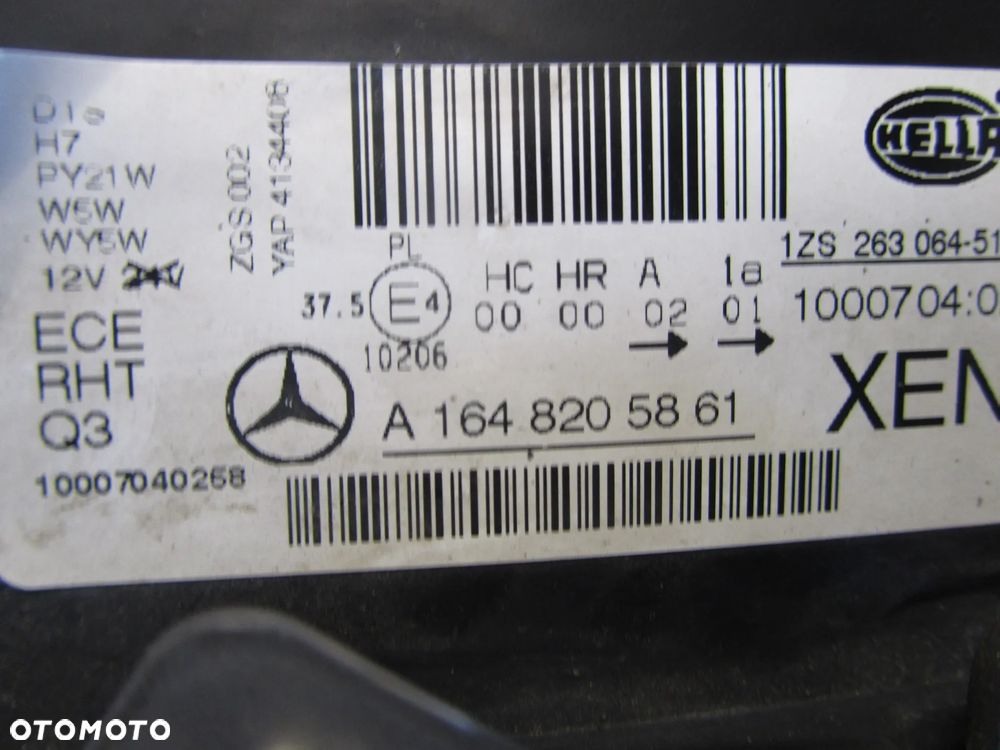 H7
PY21W
W5W
WY5W
12V 24V
ECE
RHT
Q3
10007040258
ZGS 002
YAP 41344406
PL
37.5 E4
10206
HC HR A 1a
00 00 02 01
A 164 820 58 61
HELLA
1ZS 263 064-51
1000704:0
XEN
OTOMOTO